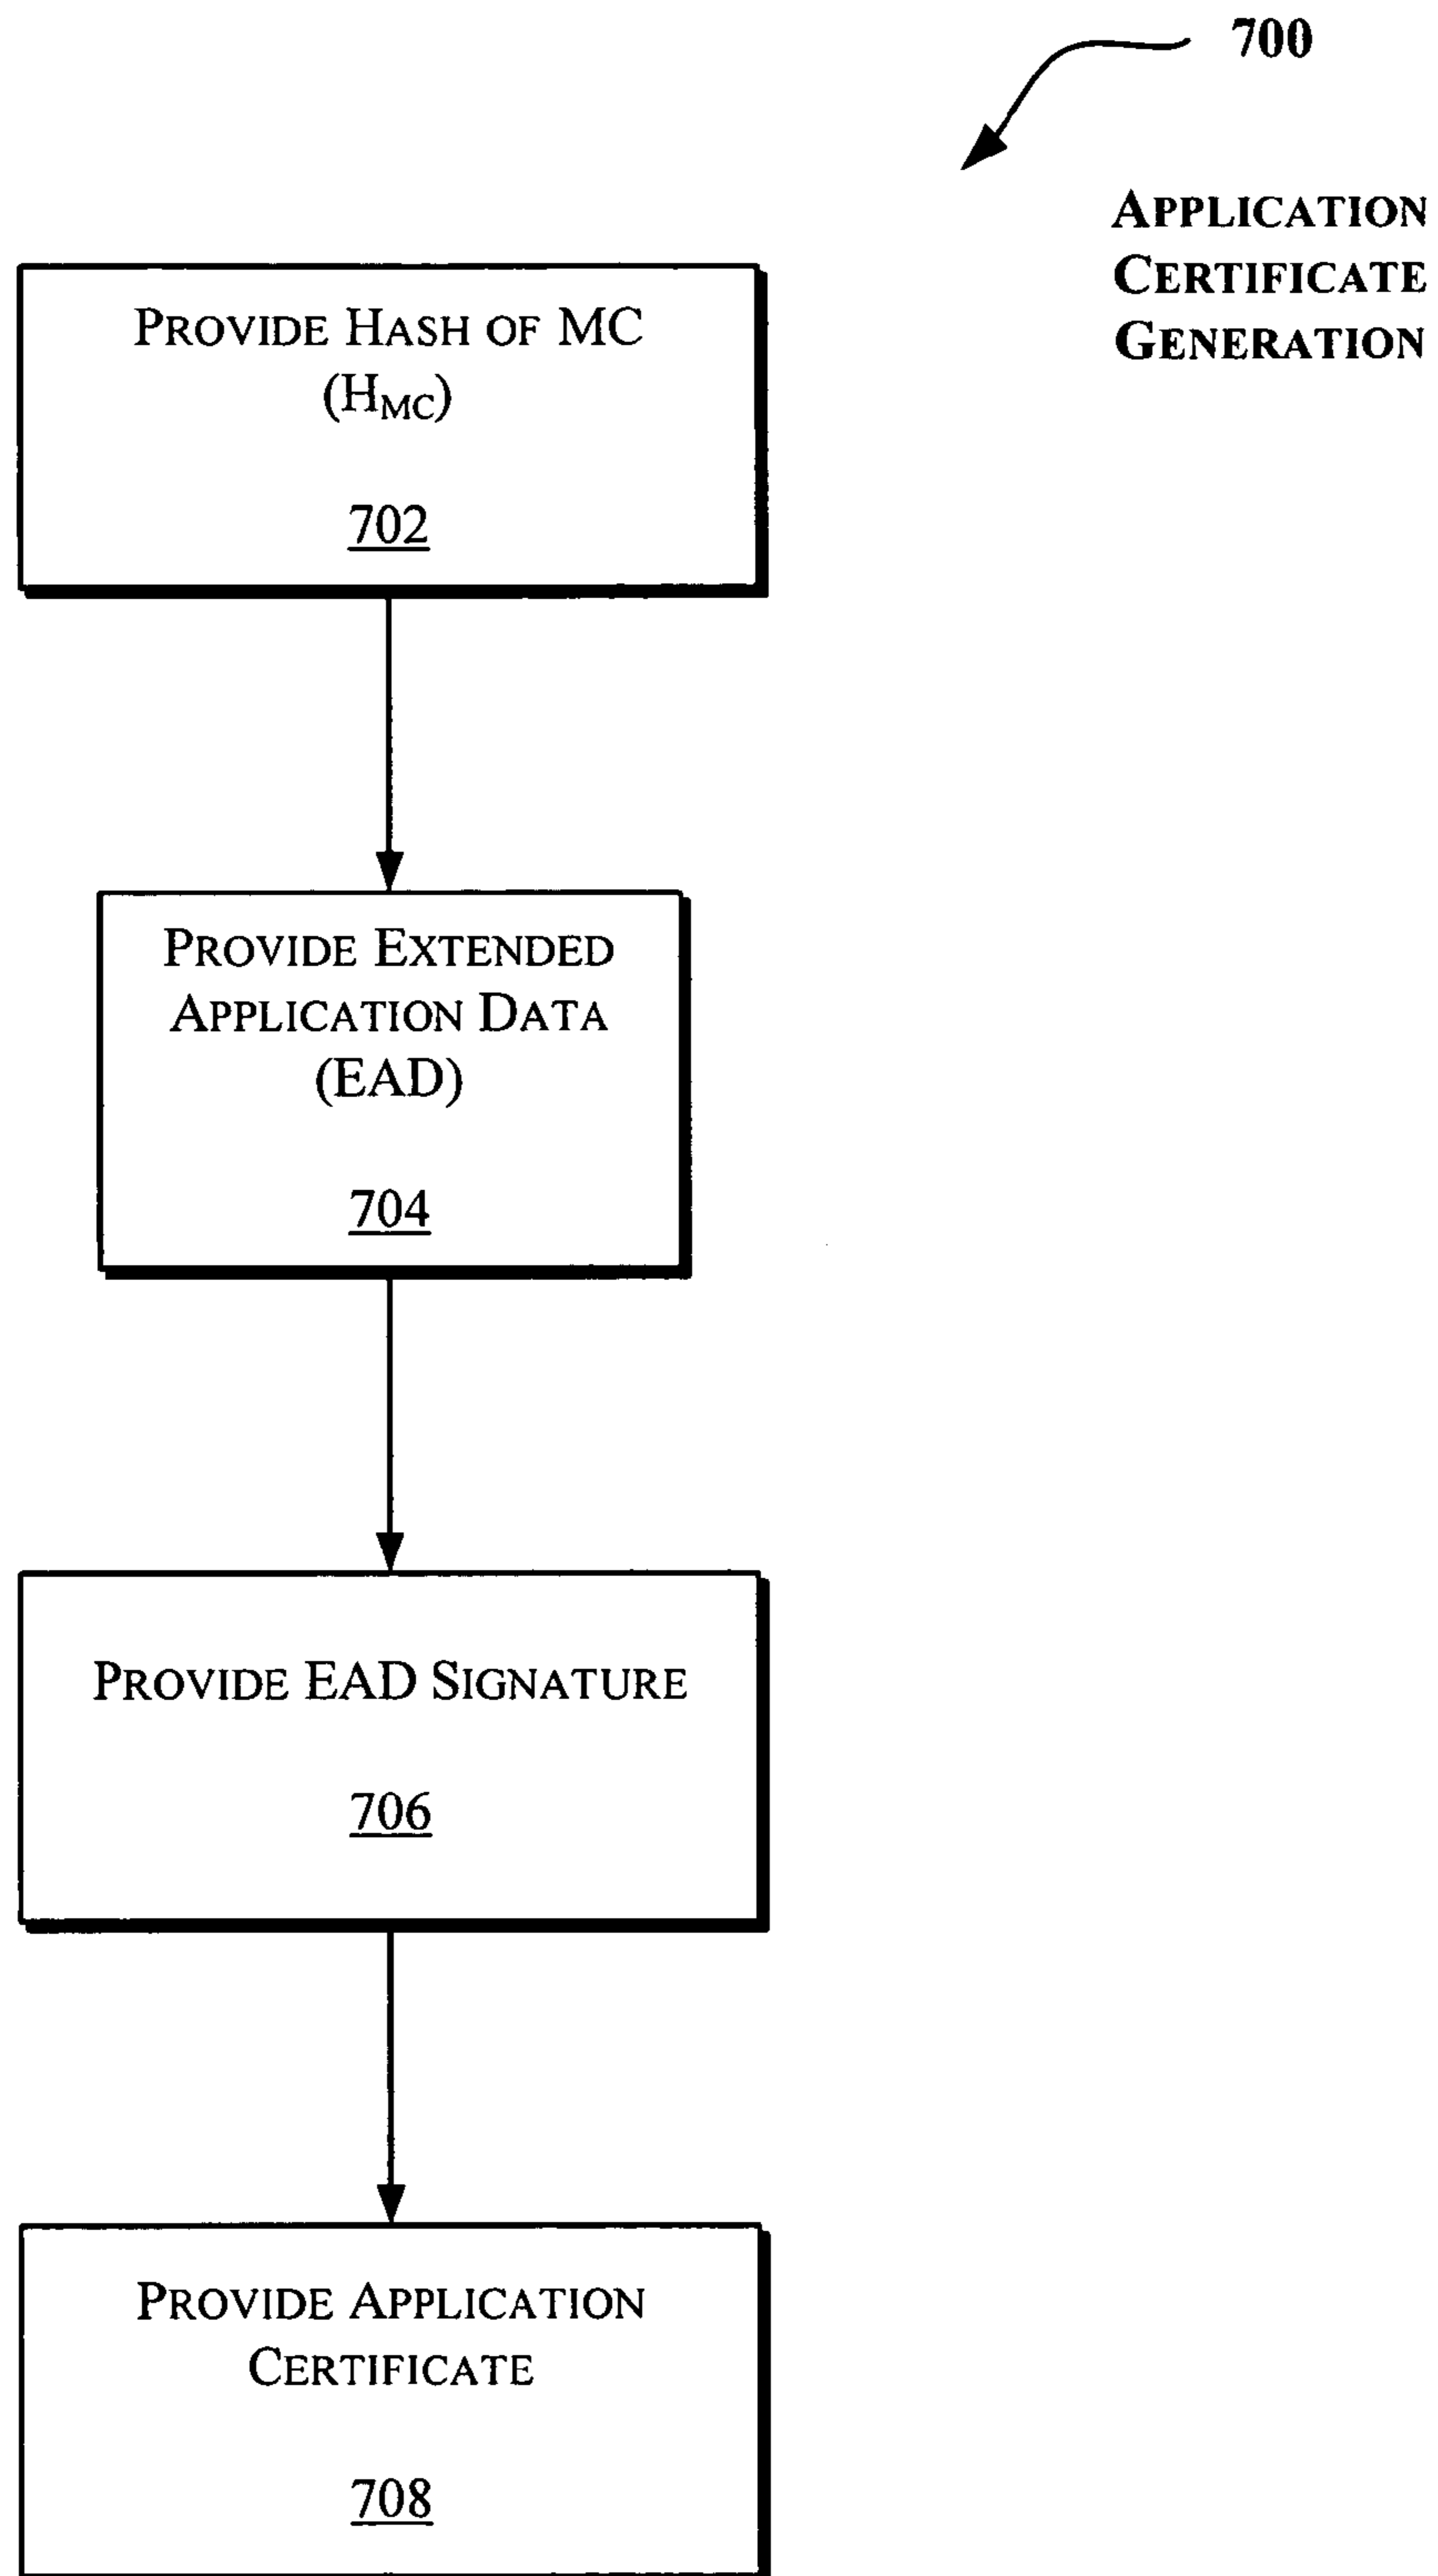 700
APPLICATION
CERTIFICATE
GENERATION
PROVIDE HASH OF MC
(HMC)
702
PROVIDE EXTENDED
APPLICATION DATA
(EAD)
704
PROVIDE EAD SIGNATURE
706
PROVIDE APPLICATION
CERTIFICATE
708